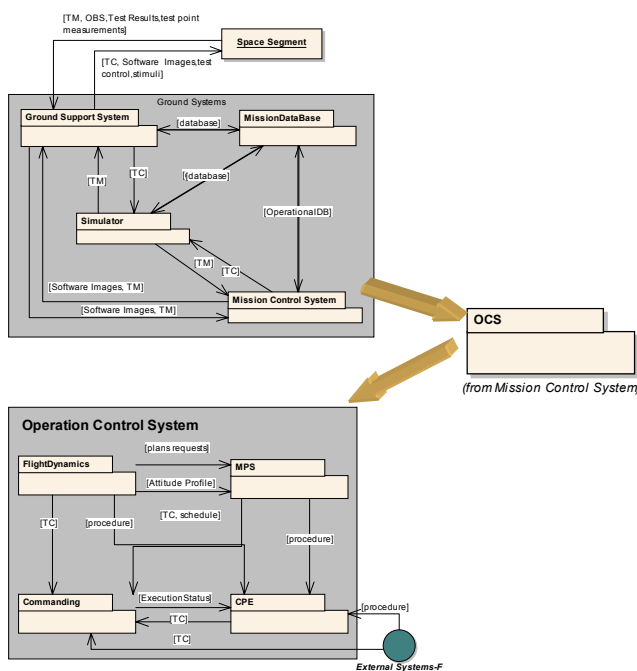 [TM, OBS,Test Results,test point
measurements]
Space Segment
[TC, Software Images,test
control,stimuli]
Ground Systems
Ground Support System
MissionDataBase
[database]
[TM]
[TC]
[database]
[OperationalDB]
Simulator
[TM]
[TC]
[Software Images, TM]
Mission Control System
[Software Images, TM]
OCS
(from Mission Control System)
Operation Control System
[plans requests]
FlightDynamics
MPS
[Attitude Profile]
[TC, schedule]
[TC]
[procedure]
[procedure]
[ExecutionStatus]
Commanding
CPE
[procedure]
[TC]
[TC]
External Systems-F